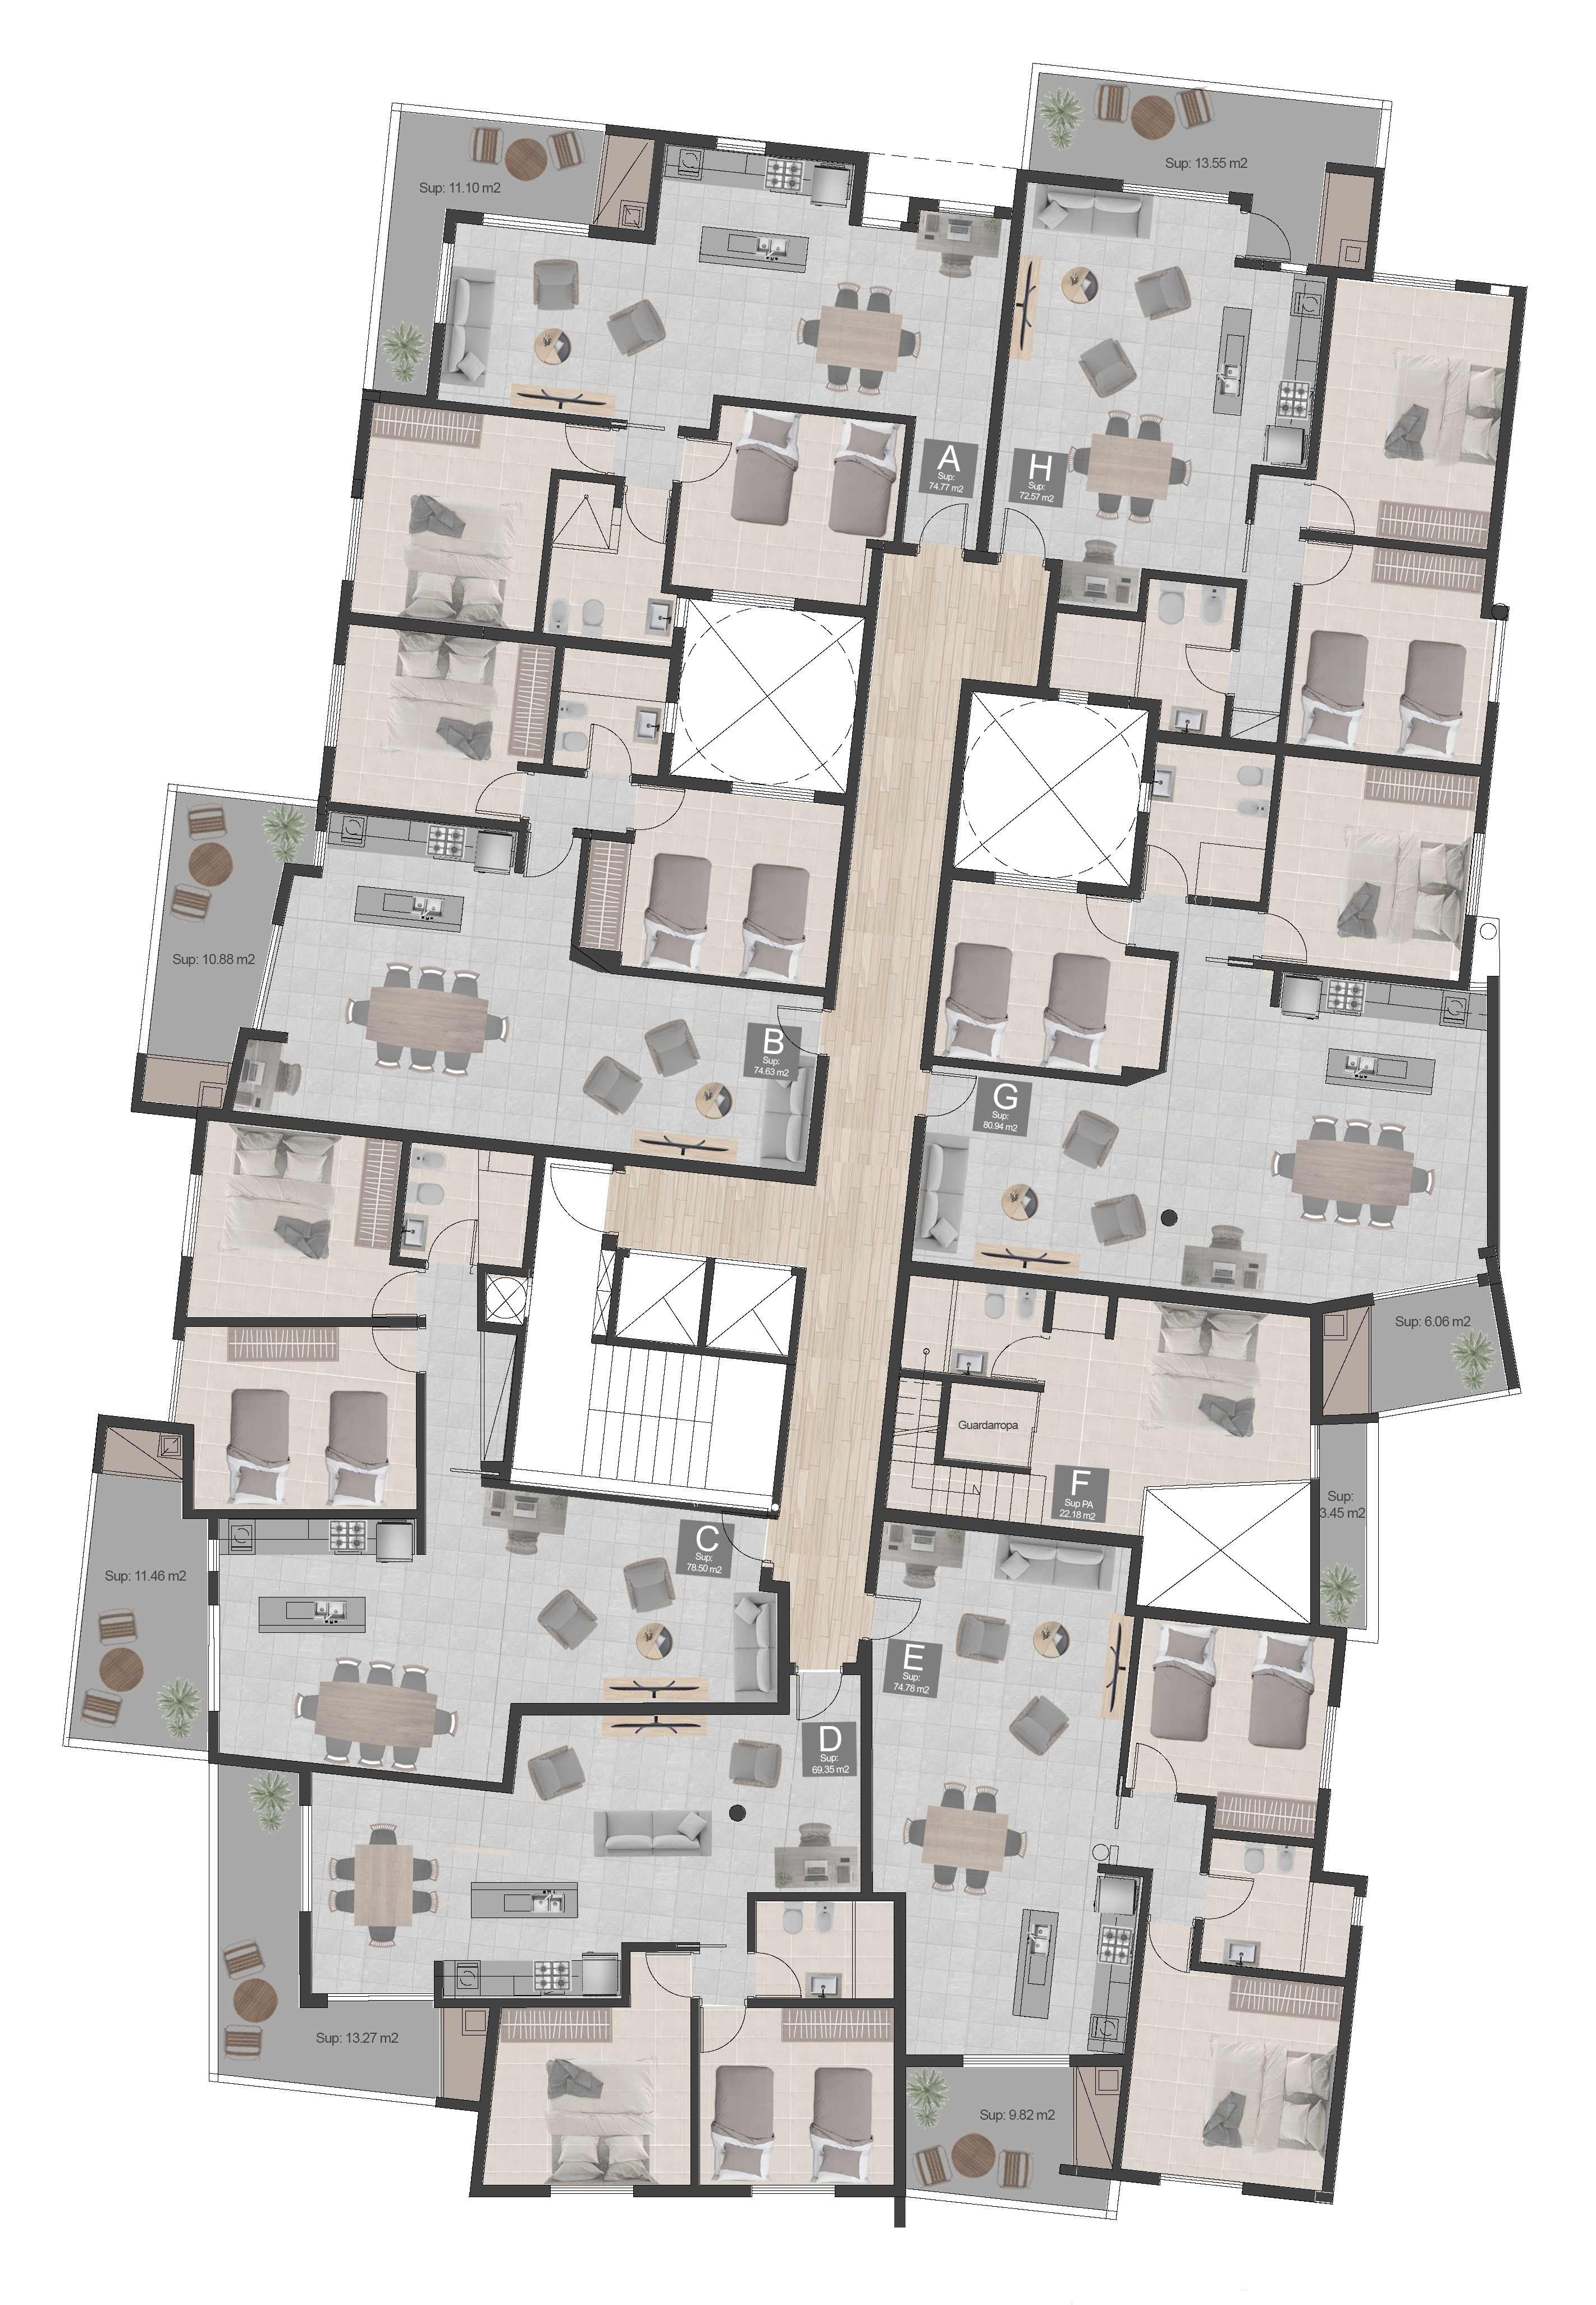 Sup: 13.55 m2
Sup: 11.10 m2
A
Sup:
74.77 m2
H
Sup:
72.57 m2
Sup: 10.88 m2
B
Sup:
74.63 m2
G
Sup:
80.94 m2
Sup: 6.06 m2
Guardarropa
F
Sup PA
22.18 m2
Sup:
3.45 m2
C
Sup:
78.50 m2
Sup: 11.46 m2
E
Sup:
74.78 m2
D
Sup:
69.35 m2
Sup: 13.27 m2
Sup: 9.82 m2